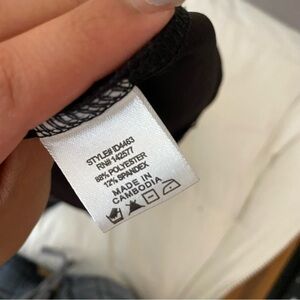 STYLE# ID4463
RN# 142577
88% POLYESTER
12% SPANDEX
MADE IN
CAMBODIA